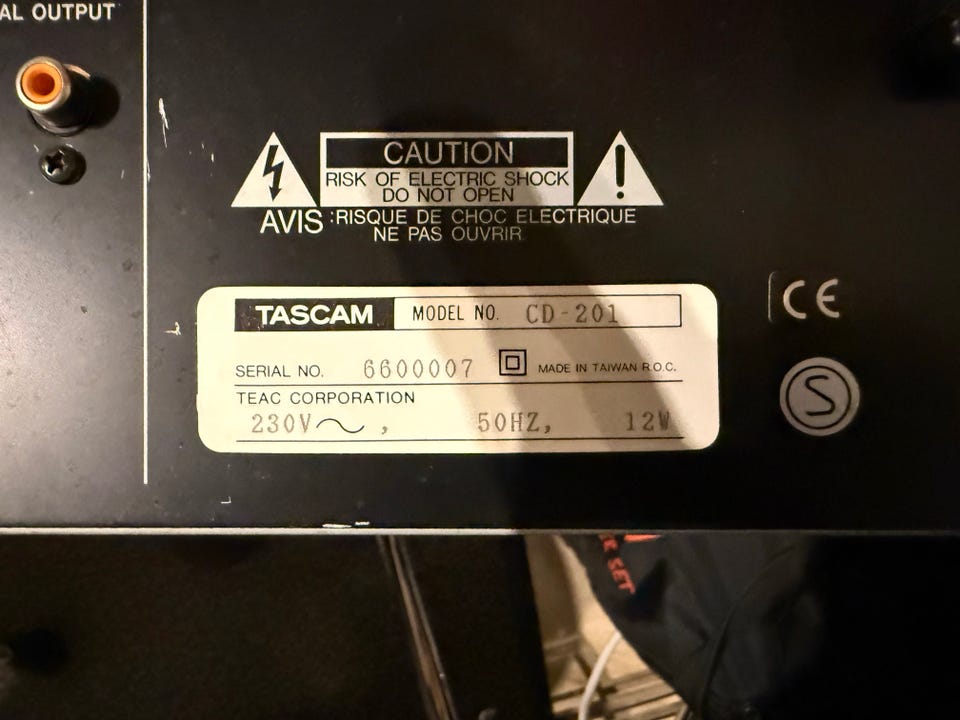 AL OUTPUT
CAUTION
RISK OF ELECTRIC SHOCK
DO NOT OPEN
AVIS :RISQUE DE CHOC ELECTRIQUE
NE PAS OUVRIR
TASCAM MODEL NO. CD-201
SERIAL NO. 6600007 MADE IN TAIWAN R.O.C.
TEAC CORPORATION
230V～, 50HZ, 12W
CE
S
SET